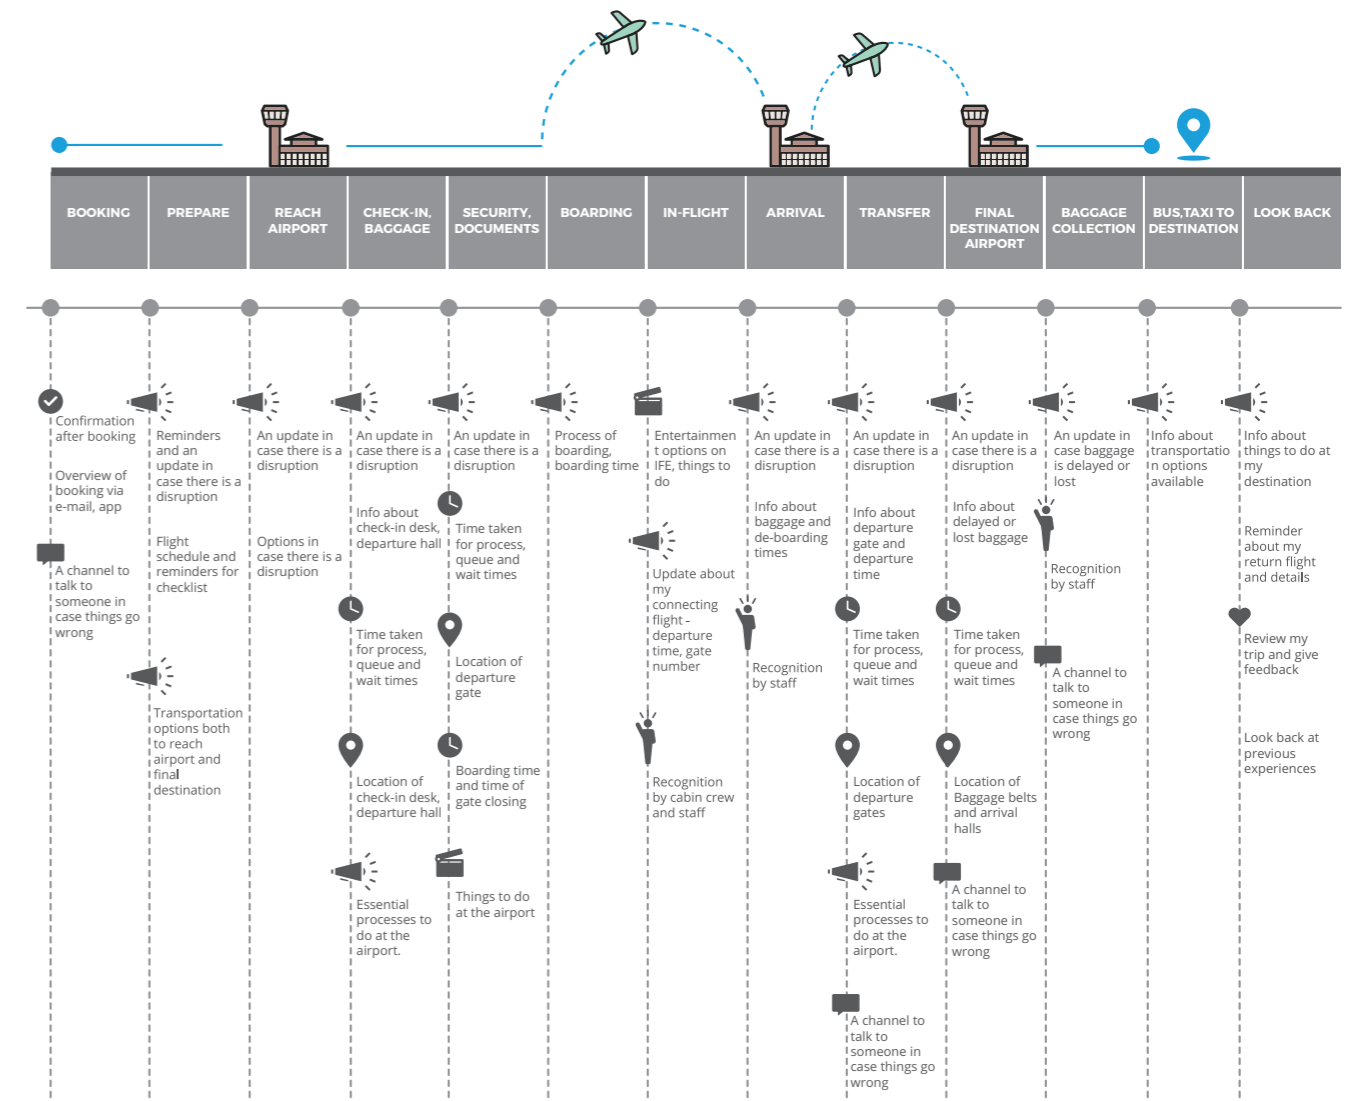 BOOKING
PREPARE
REACH
AIRPORT
CHECK-IN,
BAGGAGE
SECURITY,
DOCUMENTS
BOARDING
IN-FLIGHT
ARRIVAL
TRANSFER
FINAL
DESTINATION
AIRPORT
BAGGAGE
COLLECTION
BUS,TAXI TO
DESTINATION
LOOK BACK
Confirmation
after booking
Overview of
booking via
e-mail, app
A channel to
talk to
someone in
case things go
wrong
Reminders
and an
update in
case there is a
disruption
Flight
schedule and
reminders for
checklist
Transportation
options both
to reach
airport and
final
destination
An update in
case there is a
disruption
Options in
case there is a
disruption
An update in
case there is a
disruption
Info about
check-in desk,
departure hall
Time taken
for process,
queue and
wait times
Location of
check-in desk,
departure hall
Essential
processes to
do at the
airport.
An update in
case there is a
disruption
Time taken
for process,
queue and
wait times
Location of
departure
gate
Boarding time
and time of
gate closing
Things to do
at the airport
Process of
boarding,
boarding time
Entertainmen
t options on
IFE, things to
do
Update about
my
connecting
flight -
departure
time, gate
number
Recognition
by cabin crew
and staff
An update in
case there is a
disruption
Info about
baggage and
de-boarding
times
Recognition
by staff
An update in
case there is a
disruption
Info about
departure
gate and
departure
time
Time taken
for process,
queue and
wait times
Location of
departure
gates
Essential
processes to
do at the
airport.
A channel to
talk to
someone in
case things go
wrong
An update in
case there is a
disruption
Info about
delayed or
lost baggage
Time taken
for process,
queue and
wait times
Location of
Baggage belts
and arrival
halls
A channel to
talk to
someone in
case things go
wrong
An update in
case baggage
is delayed or
lost
Recognition
by staff
A channel to
talk to
someone in
case things go
wrong
Info about
transportatio
n options
available
Info about
things to do at
my
destination
Reminder
about my
return flight
and details
Review my
trip and give
feedback
Look back at
previous
experiences